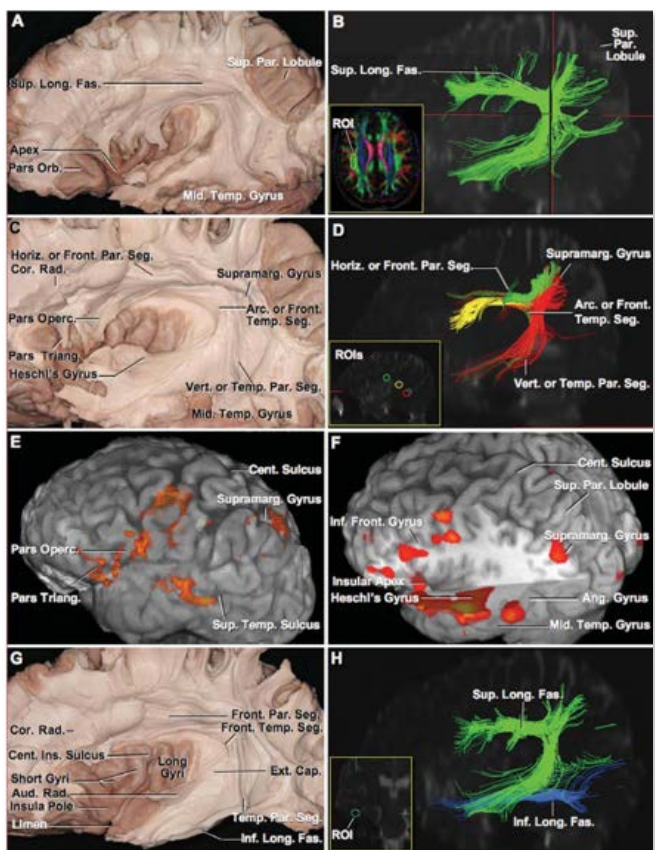 A
Sup. Par. Lobule
Sup. Long. Fas.
Apex
Pars Orb.
Mid. Temp. Gyrus
B
Sup.
Par.
Lobule
Sup. Long. Fas.
ROI
C
Horiz. or Front. Par. Seg.
Cor. Rad.
Supramarg. Gyrus
Pars Operc.
Arc. or Front.
Temp. Seg.
Pars Triang.
Heschl's Gyrus
Vert. or Temp. Par. Seg.
Mid. Temp. Gyrus
D
Supramarg. Gyrus
Horiz. or Front. Par. Seg.
Arc. or Front.
Temp. Seg.
ROIs
Vert. or Temp. Par. Seg.
E
Cent. Sulcus
Supramarg. Gyrus
Pars Operc.
Pars Triang.
Sup. Temp. Sulcus
F
Cent. Sulcus
Sup. Par. Lobule
Inf. Front. Gyrus
Supramarg. Gyrus
Insular Apex
Heschl's Gyrus
Ang. Gyrus
Mid. Temp. Gyrus
G
Front. Par. Seg.
Front. Temp. Seg.
Cor. Rad.
Cent. Ins. Sulcus
Long
Gyri
Short Gyri
Ext. Cap.
Aud. Rad.
Insula Pole
Temp. Par. Seg.
Limen
Inf. Long. Fas.
H
Sup. Long. Fas.
ROI
Inf. Long. Fas.